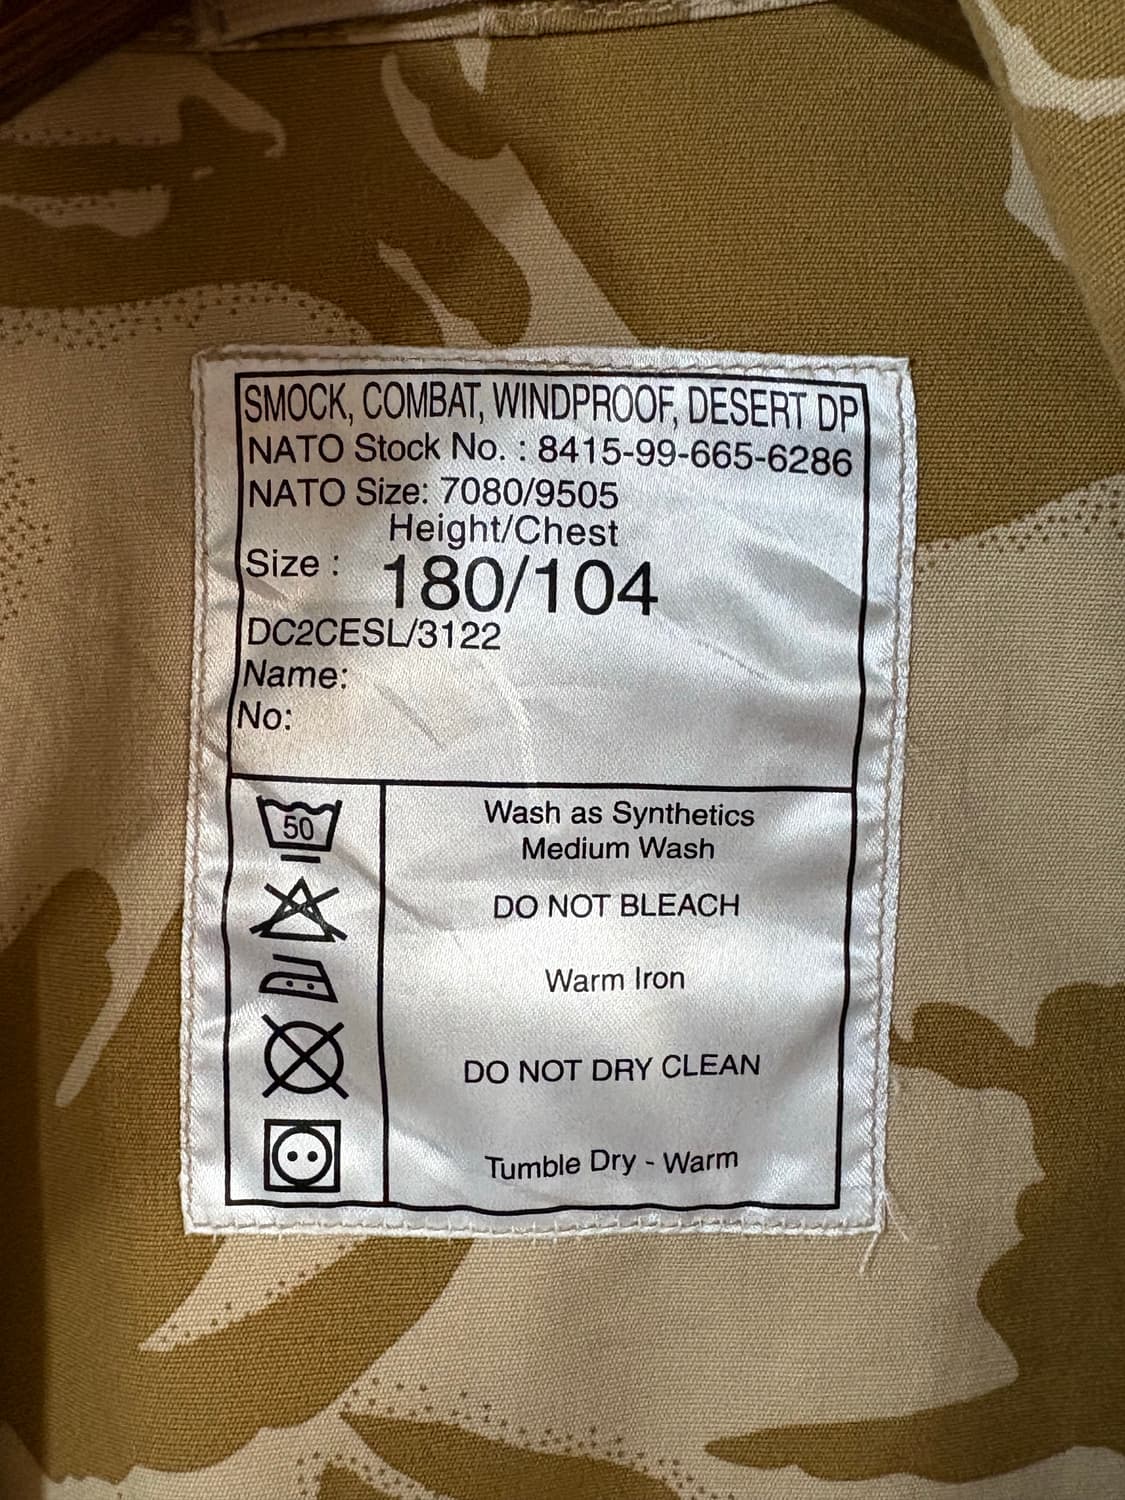 SMOCK, COMBAT, WINDPROOF, DESERT DP
NATO Stock No. : 8415-99-665-6286
NATO Size: 7080/9505
Height/Chest
Size : 180/104
DC2CESL/3122
Name:
No:
50
Wash as Synthetics
Medium Wash
DO NOT BLEACH
Warm Iron
DO NOT DRY CLEAN
Tumble Dry - Warm